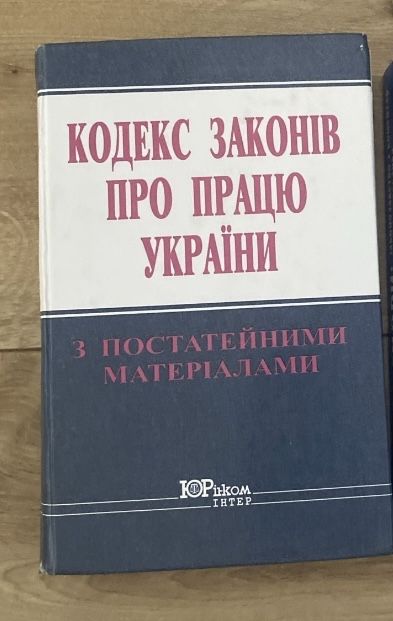 КОДЕКС ЗАКОНІВ
ПРО ПРАЦЮ
УКРАЇНИ
З ПОСТАТЕЙНИМИ
МАТЕРІАЛАМИ
ЮРінком
ІНТЕР